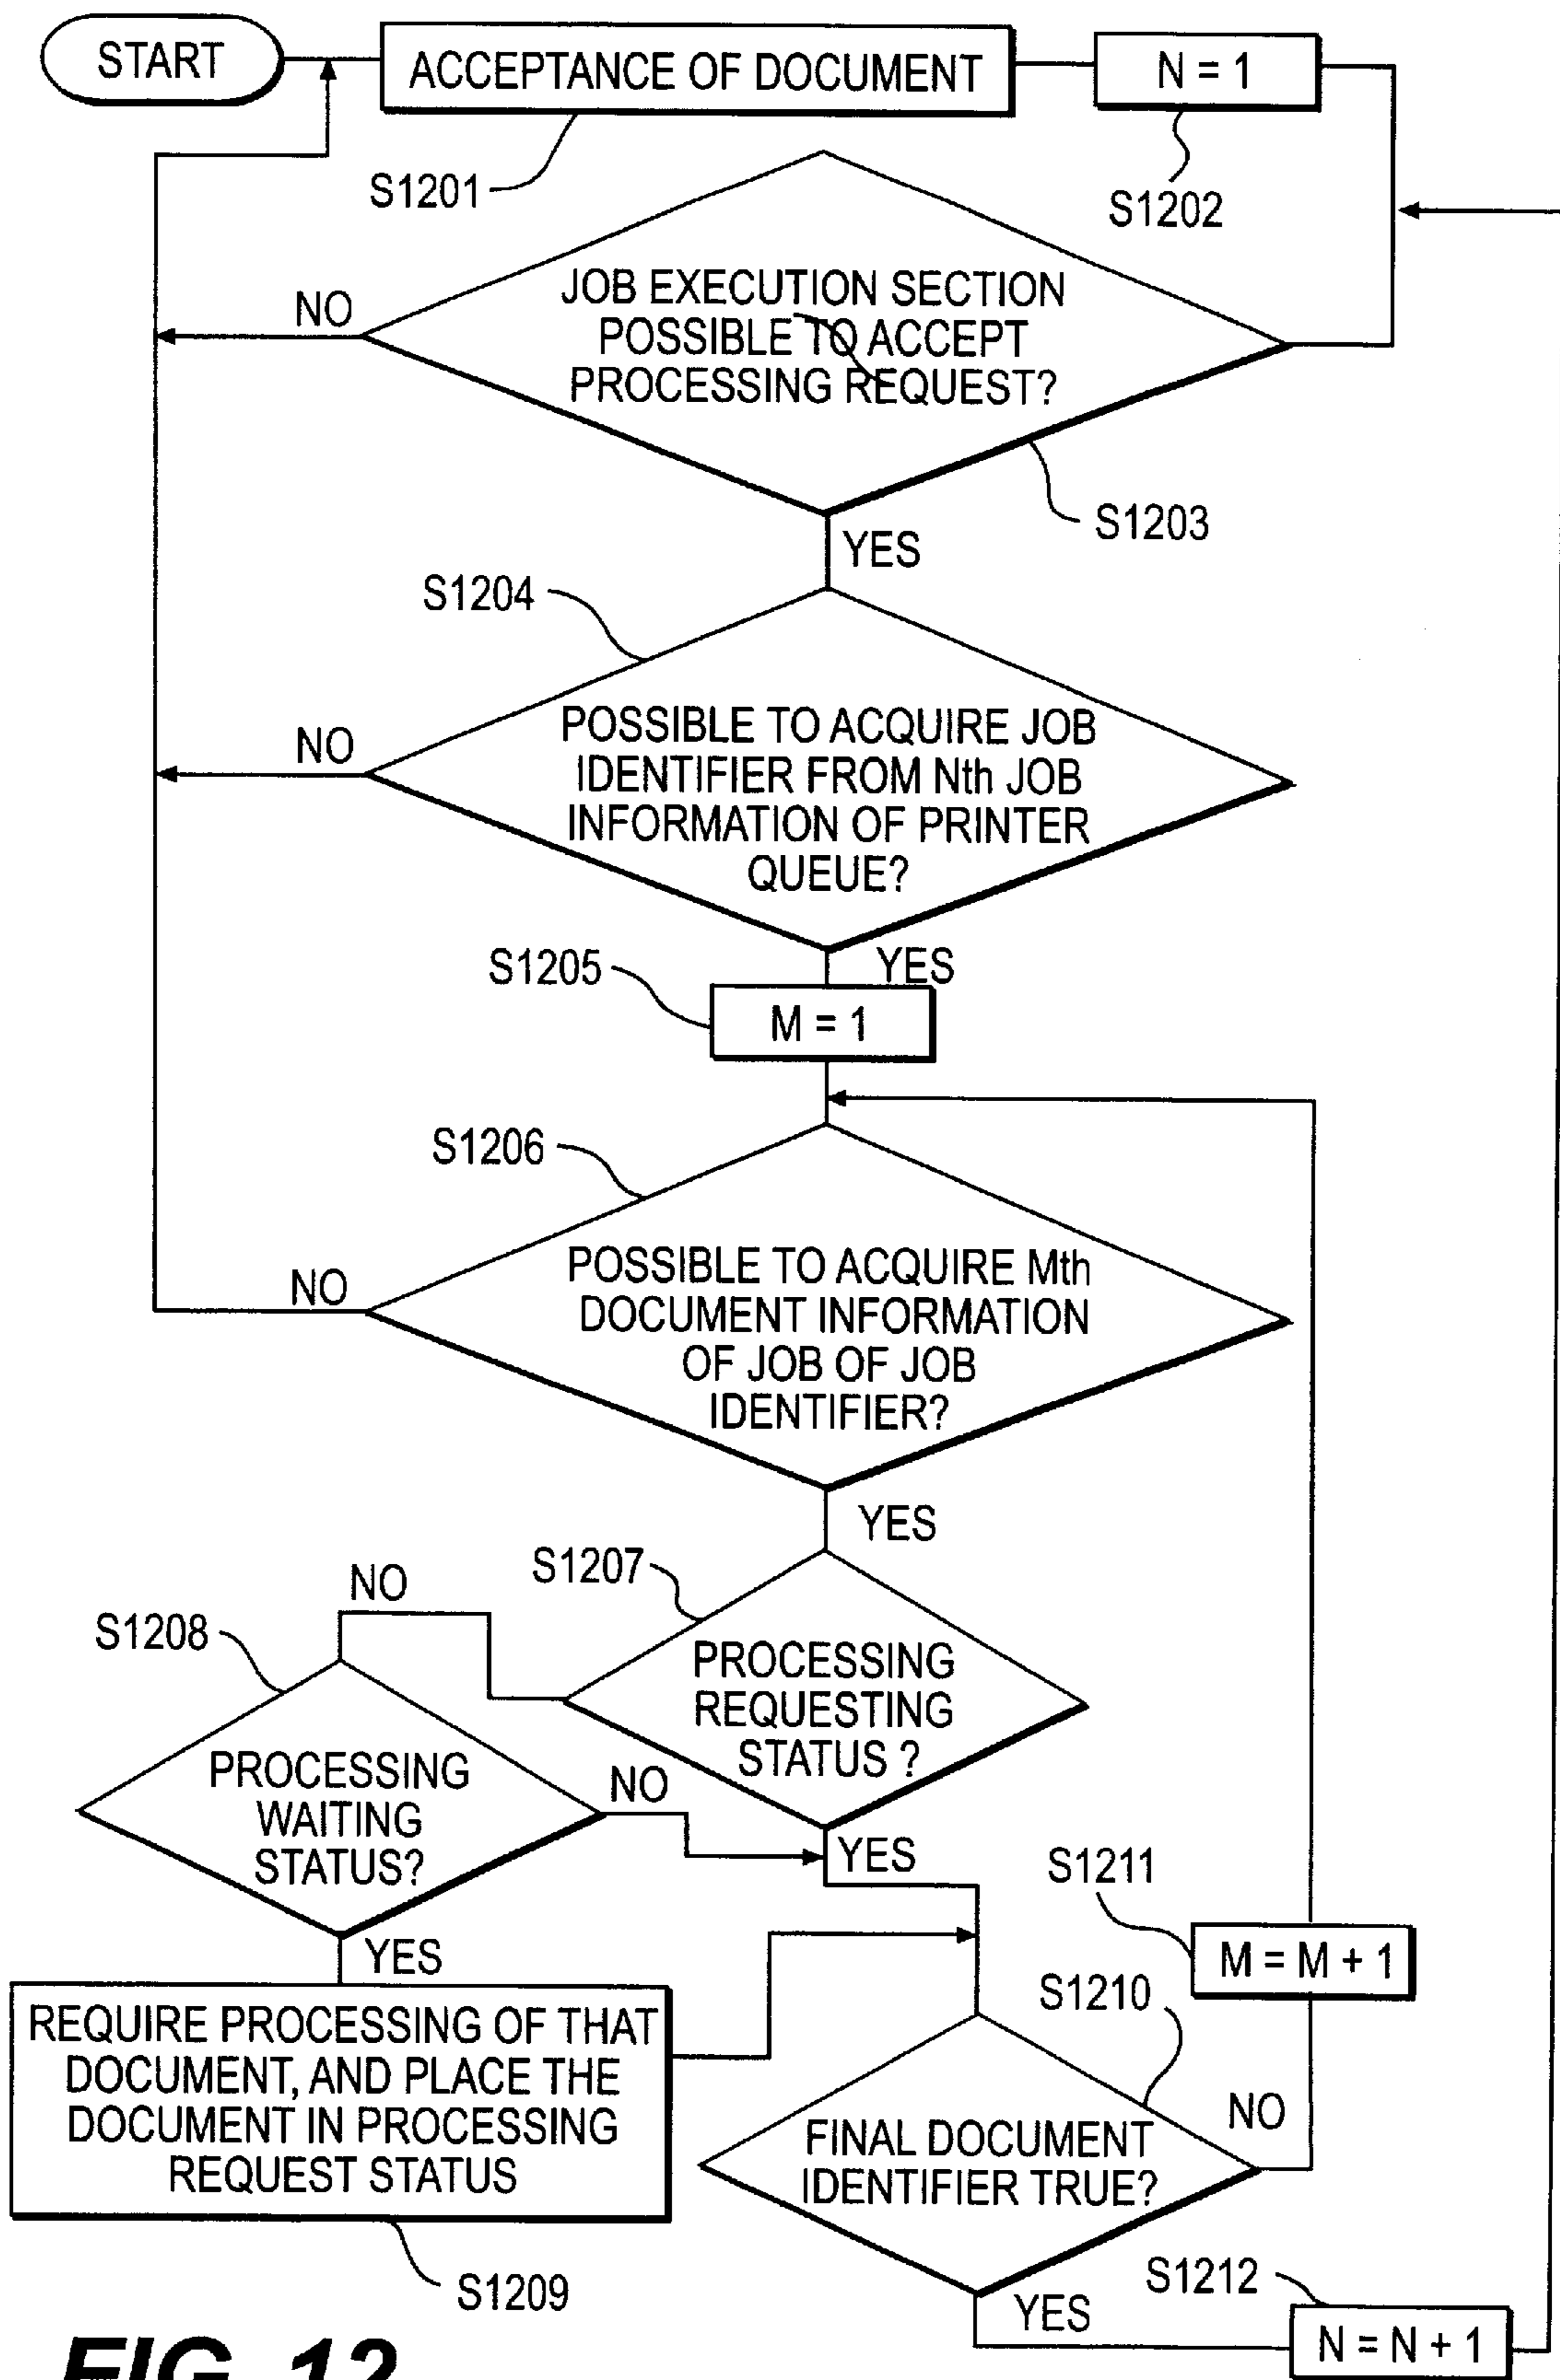 START
ACCEPTANCE OF DOCUMENT
N = 1
S1201
S1202
JOB EXECUTION SECTION
POSSIBLE TO ACCEPT
PROCESSING REQUEST?
NO
S1203
YES
S1204
POSSIBLE TO ACQUIRE JOB
IDENTIFIER FROM Nth JOB
INFORMATION OF PRINTER
QUEUE?
NO
YES
S1205
M = 1
S1206
POSSIBLE TO ACQUIRE Mth
DOCUMENT INFORMATION
OF JOB OF JOB
IDENTIFIER?
NO
YES
S1207
PROCESSING
REQUESTING
STATUS ?
NO
S1208
PROCESSING
WAITING
STATUS?
NO
YES
YES
S1211
M = M + 1
REQUIRE PROCESSING OF THAT
DOCUMENT, AND PLACE THE
DOCUMENT IN PROCESSING
REQUEST STATUS
S1209
S1210
FINAL DOCUMENT
IDENTIFIER TRUE?
NO
YES
S1212
N = N + 1
FIG. 12